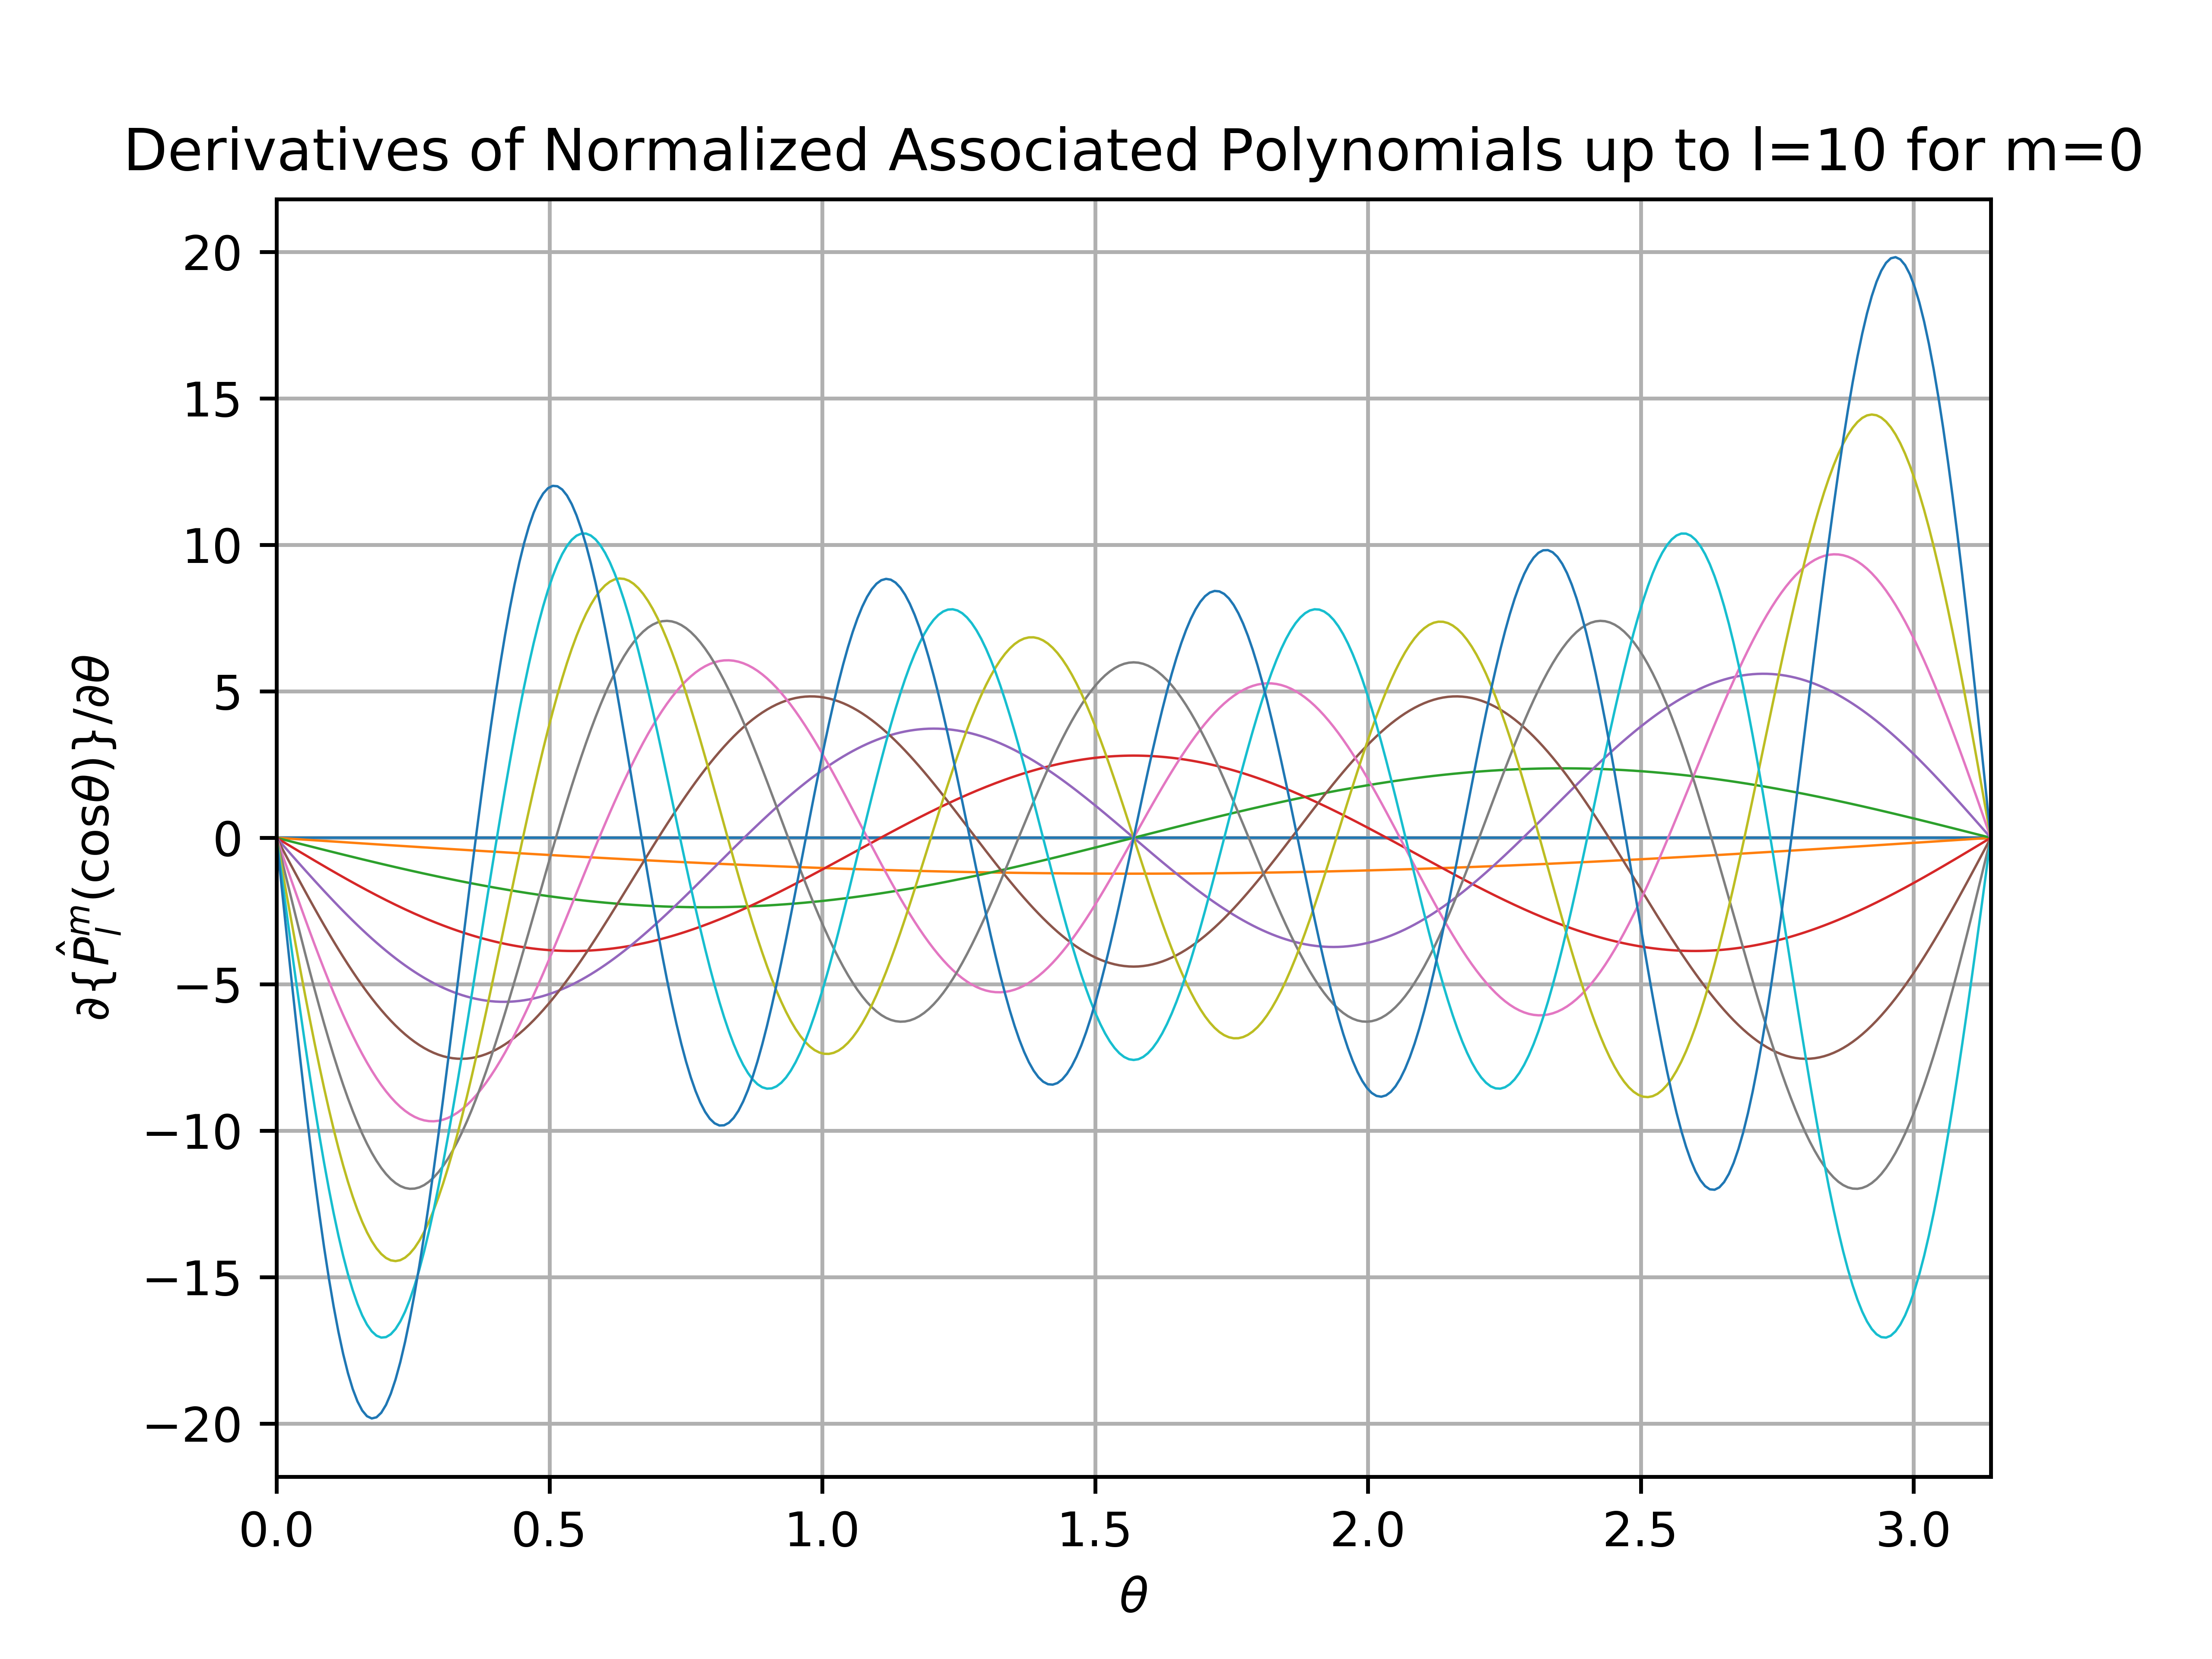 Derivatives of Normalized Associated Polynomials up to l=10 for m=0
20
15
10
5
0
−5
−10
−15
−20
∂{P̂_l^m(cosθ)}/∂θ
0.0 0.5 1.0 1.5 2.0 2.5 3.0
θ